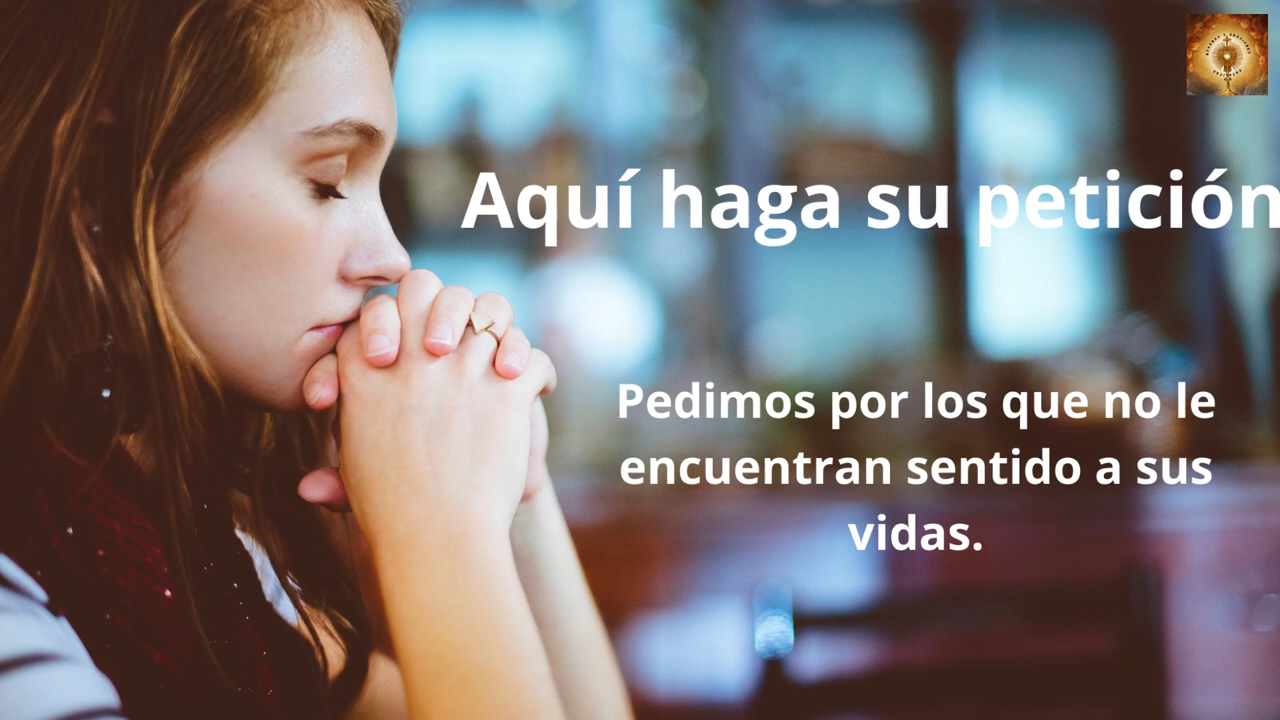 Aquí haga su petición
Pedimos por los que no le
encuentran sentido a sus
vidas.